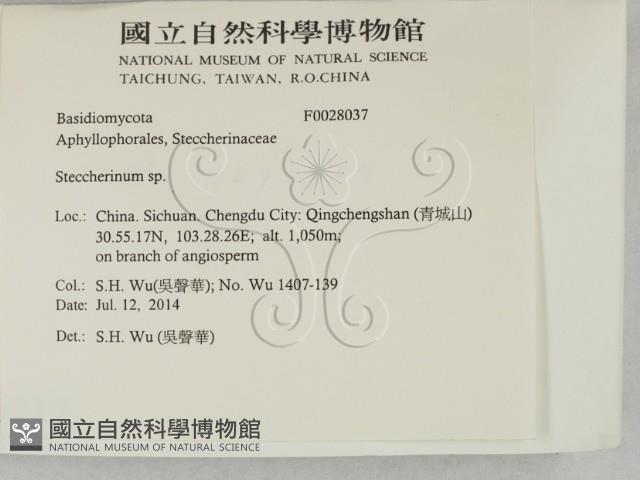 國立自然科學博物館
NATIONAL MUSEUM OF NATURAL SCIENCE
TAICHUNG, TAIWAN, R.O.CHINA
Basidiomycota F0028037
Aphyllophorales, Steccherinaceae
Steccherinum sp.
Loc.: China. Sichuan. Chengdu City: Qingchengshan (青城山)
30.55.17N, 103.28.26E; alt. 1,050m;
on branch of angiosperm
Col.: S.H. Wu(吳聲華); No. Wu 1407-139
Date: Jul. 12, 2014
Det.: S.H. Wu (吳聲華)
國立自然科學博物館
NATIONAL MUSEUM OF NATURAL SCIENCE